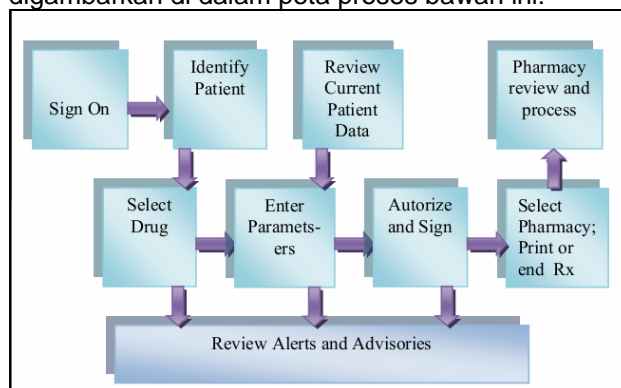 digambarkan di dalam peta proses bawah ini.
Sign On
Identify
Patient
Review
Current
Patient
Data
Pharmacy
review and
process
Select
Drug
Enter
Paramets-
ers
Autorize
and Sign
Select
Pharmacy;
Print or
end Rx
Review Alerts and Advisories